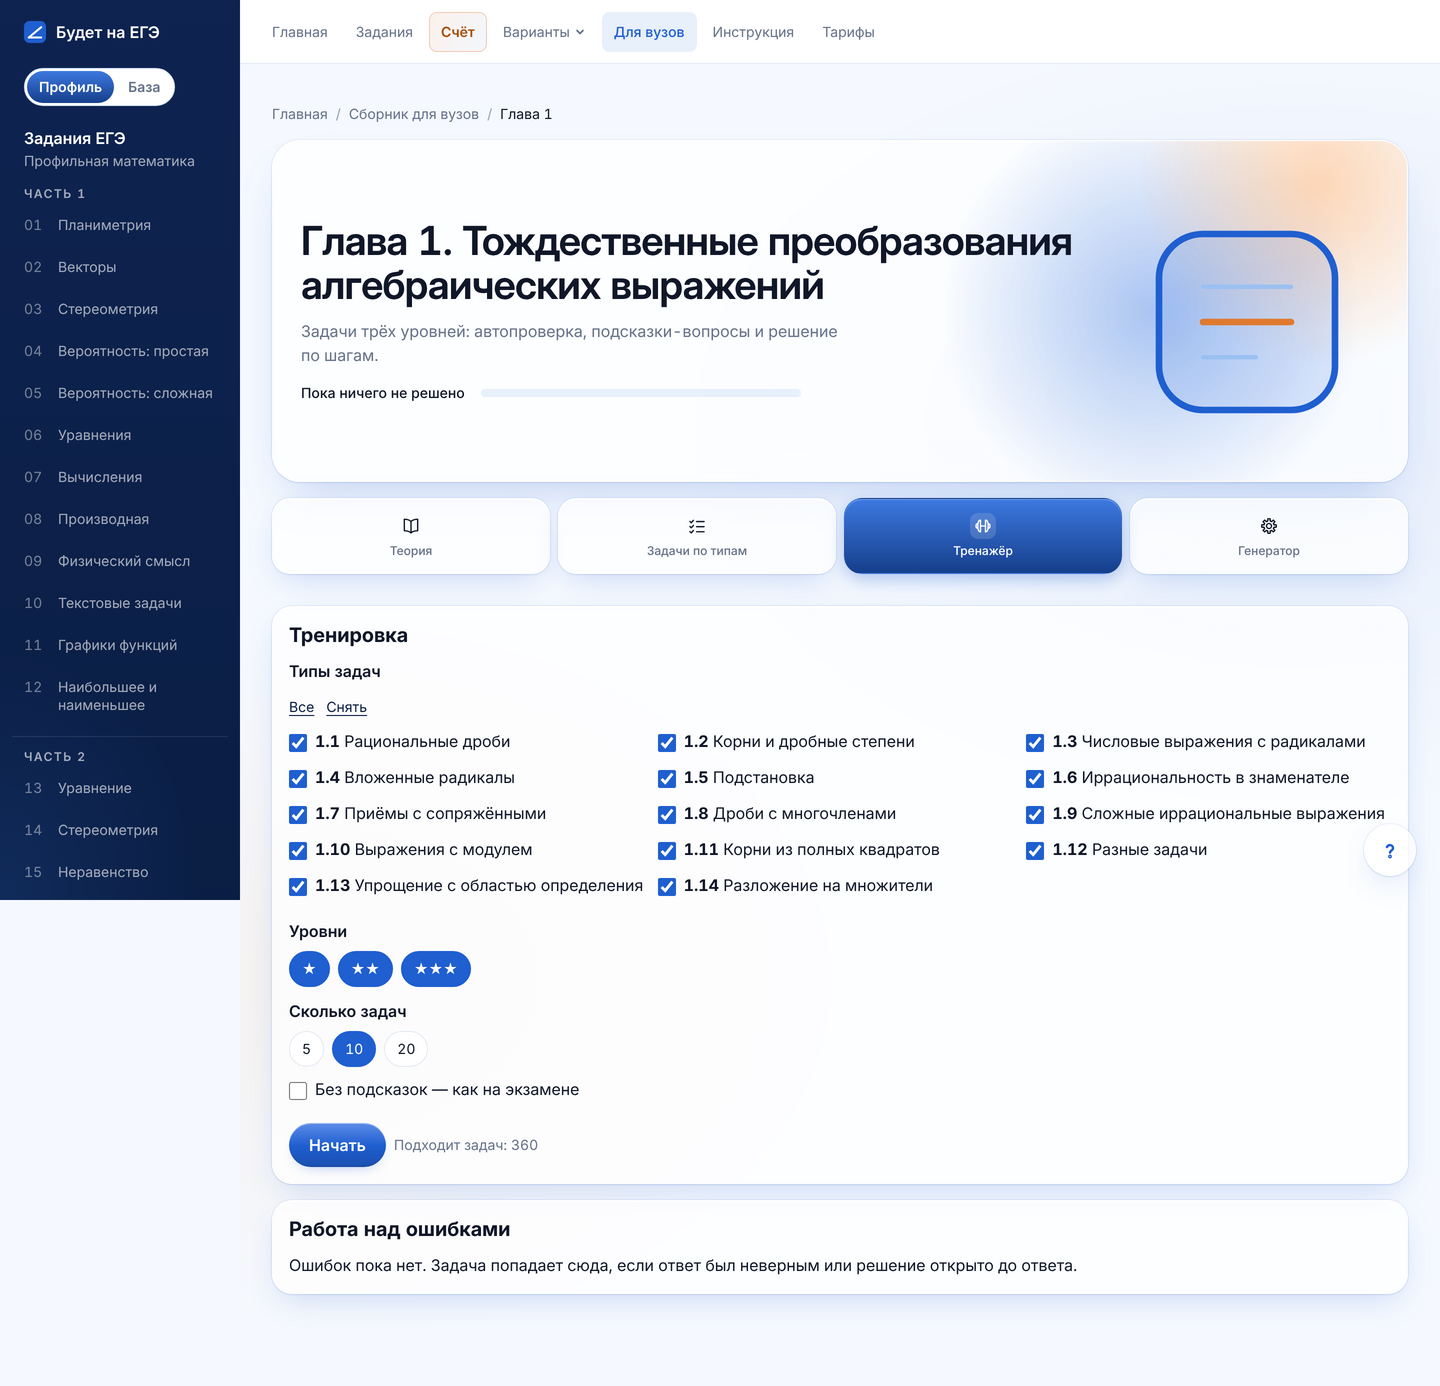 Будет на ЕГЭ
Профиль База
Задания ЕГЭ
Профильная математика
ЧАСТЬ 1
01 Планиметрия
02 Векторы
03 Стереометрия
04 Вероятность: простая
05 Вероятность: сложная
06 Уравнения
07 Вычисления
08 Производная
09 Физический смысл
10 Текстовые задачи
11 Графики функций
12 Наибольшее и
наименьшее
ЧАСТЬ 2
13 Уравнение
14 Стереометрия
15 Неравенство
Главная Задания Счёт Варианты Для вузов Инструкция Тарифы
Главная / Сборник для вузов / Глава 1
Глава 1. Тождественные преобразования
алгебраических выражений
Задачи трёх уровней: автопроверка, подсказки-вопросы и решение
по шагам.
Пока ничего не решено
Теория Задачи по типам Тренажёр Генератор
Тренировка
Типы задач
Все Снять
1.1 Рациональные дроби 1.2 Корни и дробные степени 1.3 Числовые выражения с радикалами
1.4 Вложенные радикалы 1.5 Подстановка 1.6 Иррациональность в знаменателе
1.7 Приёмы с сопряжёнными 1.8 Дроби с многочленами 1.9 Сложные иррациональные выражения
1.10 Выражения с модулем 1.11 Корни из полных квадратов 1.12 Разные задачи
1.13 Упрощение с областью определения 1.14 Разложение на множители
?
Уровни
★ ★★ ★★★
Сколько задач
5 10 20
Без подсказок — как на экзамене
Начать Подходит задач: 360
Работа над ошибками
Ошибок пока нет. Задача попадает сюда, если ответ был неверным или решение открыто до ответа.